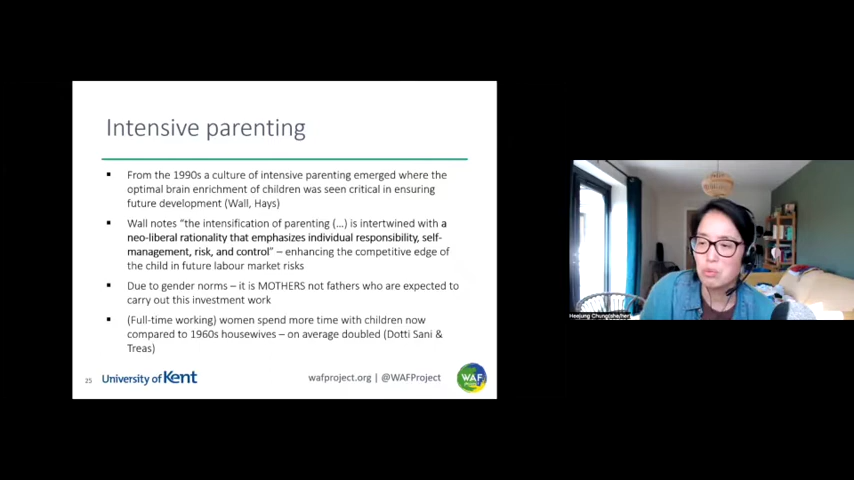 Intensive parenting
▪ From the 1990s a culture of intensive parenting emerged where the
optimal brain enrichment of children was seen critical in ensuring
future development (Wall, Hays)
▪ Wall notes “the intensification of parenting (...) is intertwined with a
neo-liberal rationality that emphasizes individual responsibility, self-
management, risk, and control” – enhancing the competitive edge of
the child in future labour market risks
▪ Due to gender norms – it is MOTHERS not fathers who are expected to
carry out this investment work
▪ (Full-time working) women spend more time with children now
compared to 1960s housewives – on average doubled (Dotti Sani &
Treas)
25
University of Kent
wafproject.org | @WAFProject
WAF
Heejung Chung(she/her)